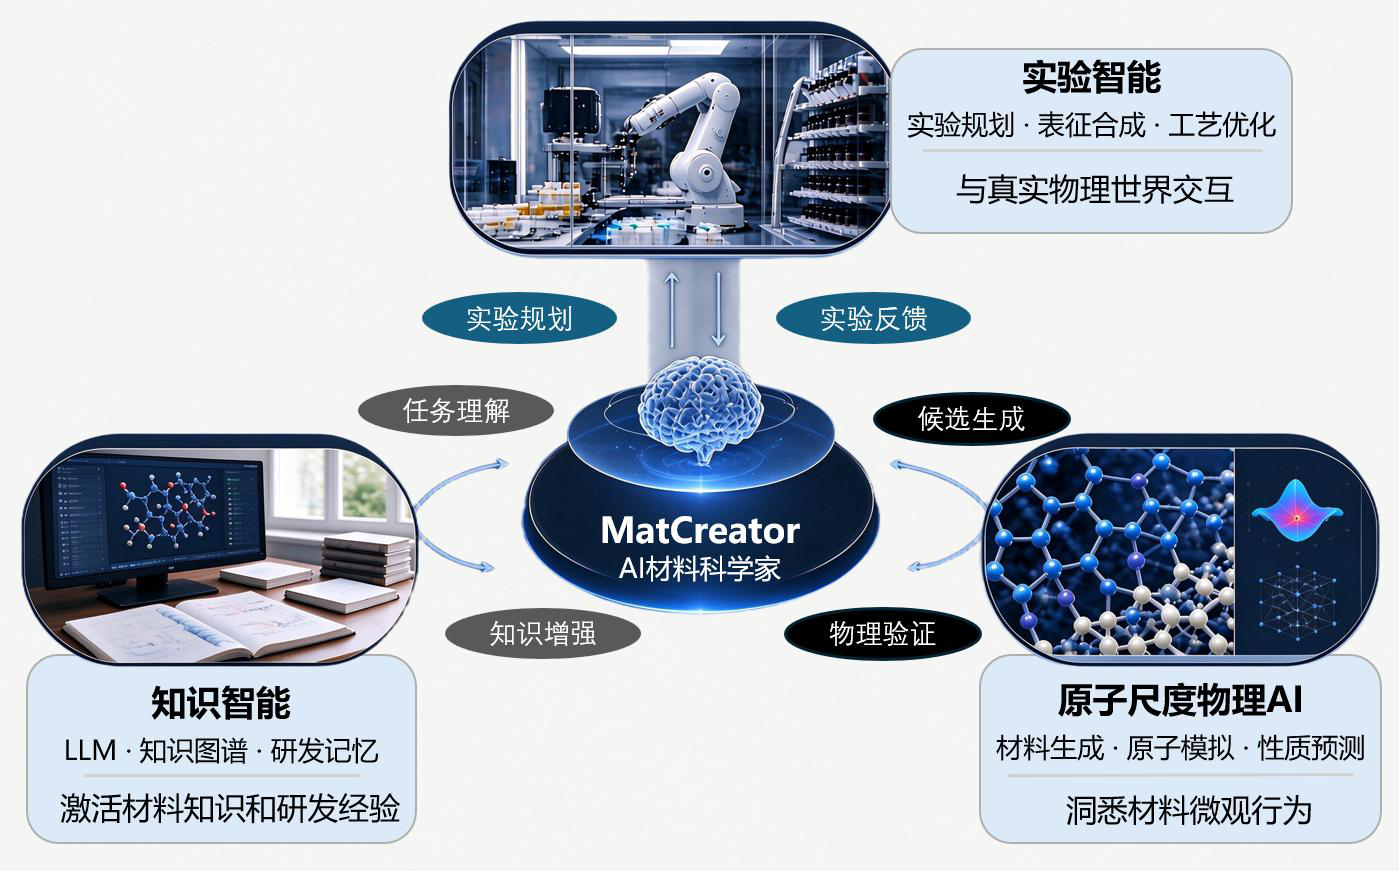 实验智能
实验规划 · 表征合成 · 工艺优化
与真实物理世界交互
实验规划
实验反馈
任务理解
候选生成
MatCreator
AI材料科学家
知识增强
物理验证
知识智能
LLM · 知识图谱 · 研发记忆
激活材料知识和研发经验
原子尺度物理AI
材料生成 · 原子模拟 · 性质预测
洞悉材料微观行为